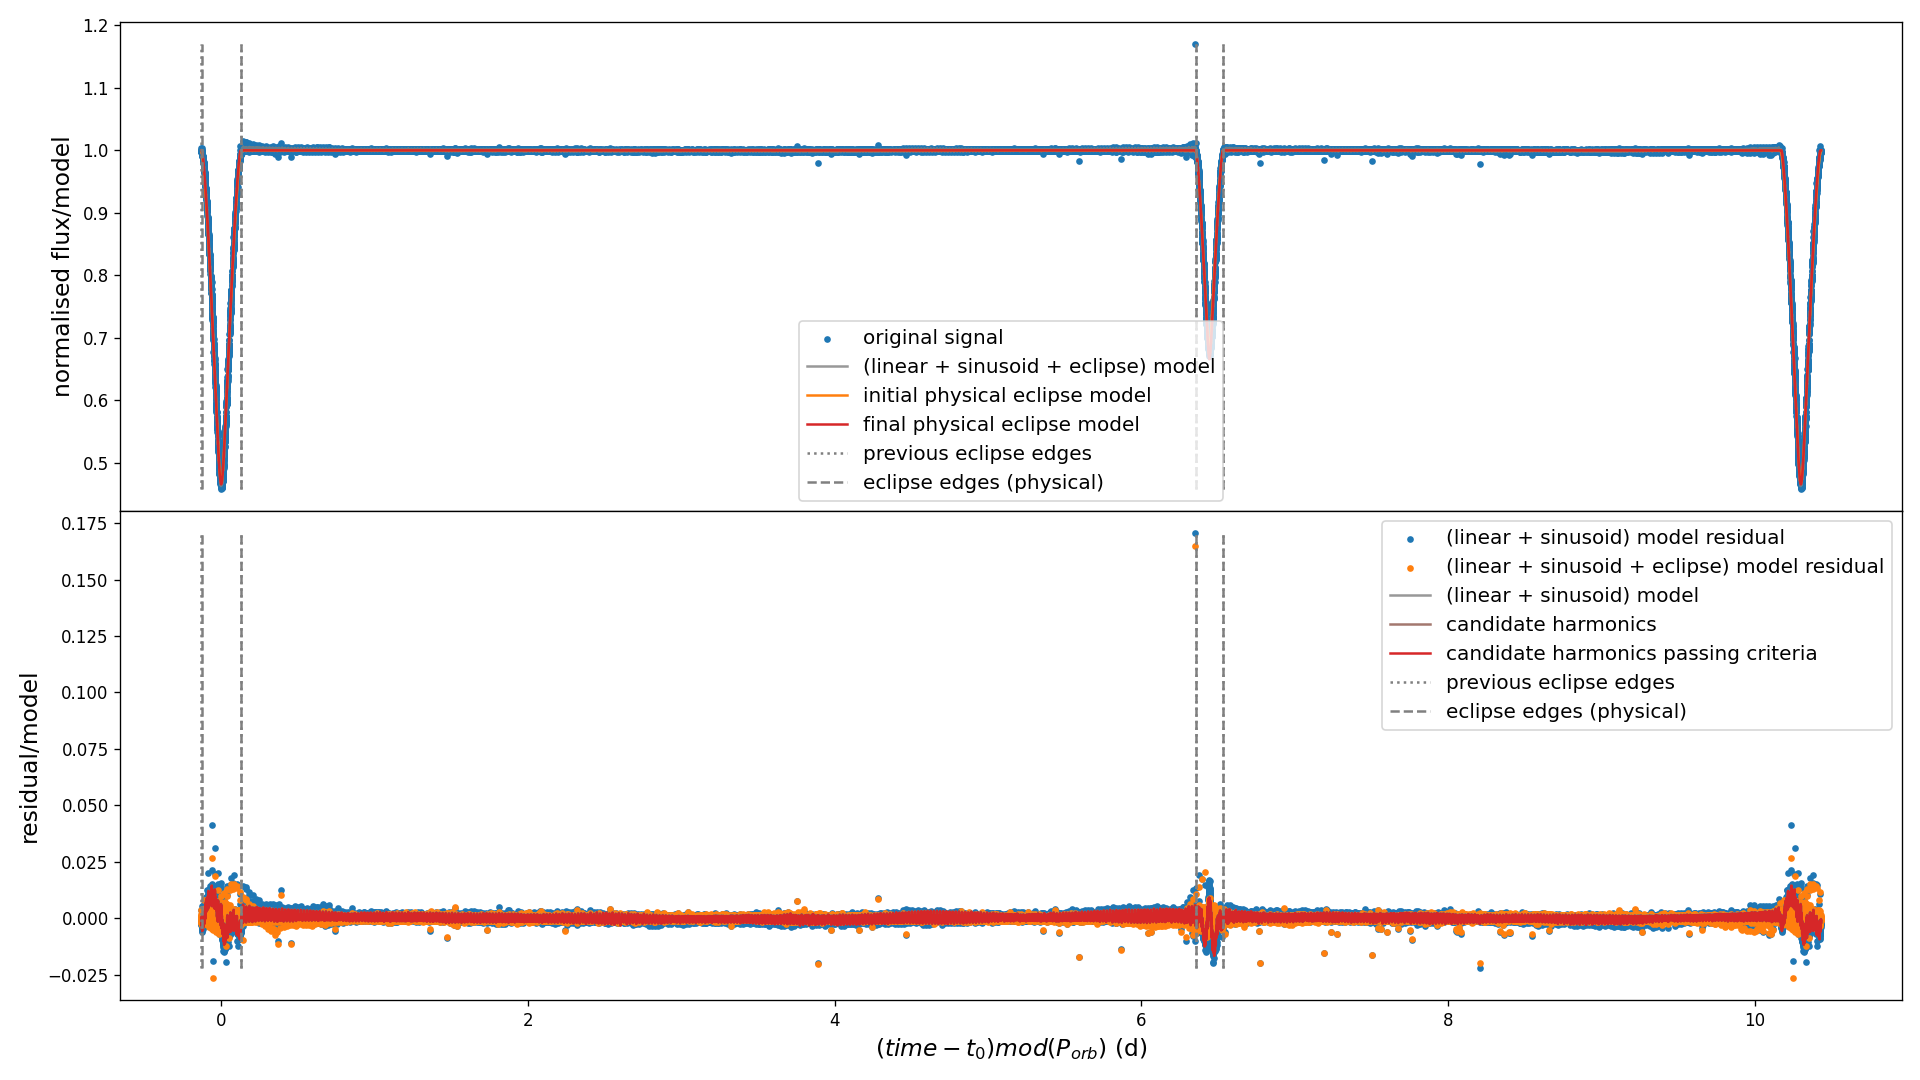 1.2
1.1
1.0
0.9
0.8
0.7
0.6
0.5
normalised flux/model
original signal
(linear + sinusoid + eclipse) model
initial physical eclipse model
final physical eclipse model
previous eclipse edges
eclipse edges (physical)
0.175
0.150
0.125
0.100
0.075
0.050
0.025
0.000
−0.025
residual/model
(linear + sinusoid) model residual
(linear + sinusoid + eclipse) model residual
(linear + sinusoid) model
candidate harmonics
candidate harmonics passing criteria
previous eclipse edges
eclipse edges (physical)
0 2 4 6 8 10
(time − t₀)mod(Pₒᵣb) (d)